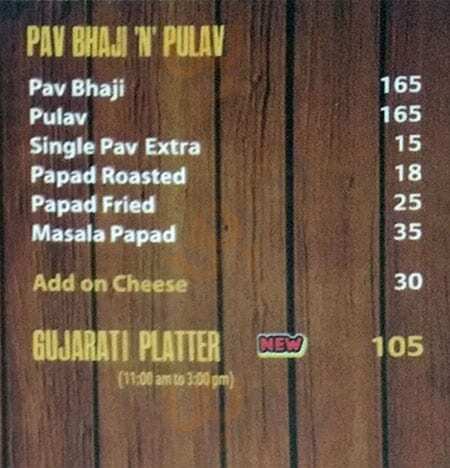 PAV BHAJI 'N' PULAV
Pav Bhaji 165
Pulav 165
Single Pav Extra 15
Papad Roasted 18
Papad Fried 25
Masala Papad 35
Add on Cheese 30
GUJARATI PLATTER NEW 105
(11:00 am to 3:00 pm)